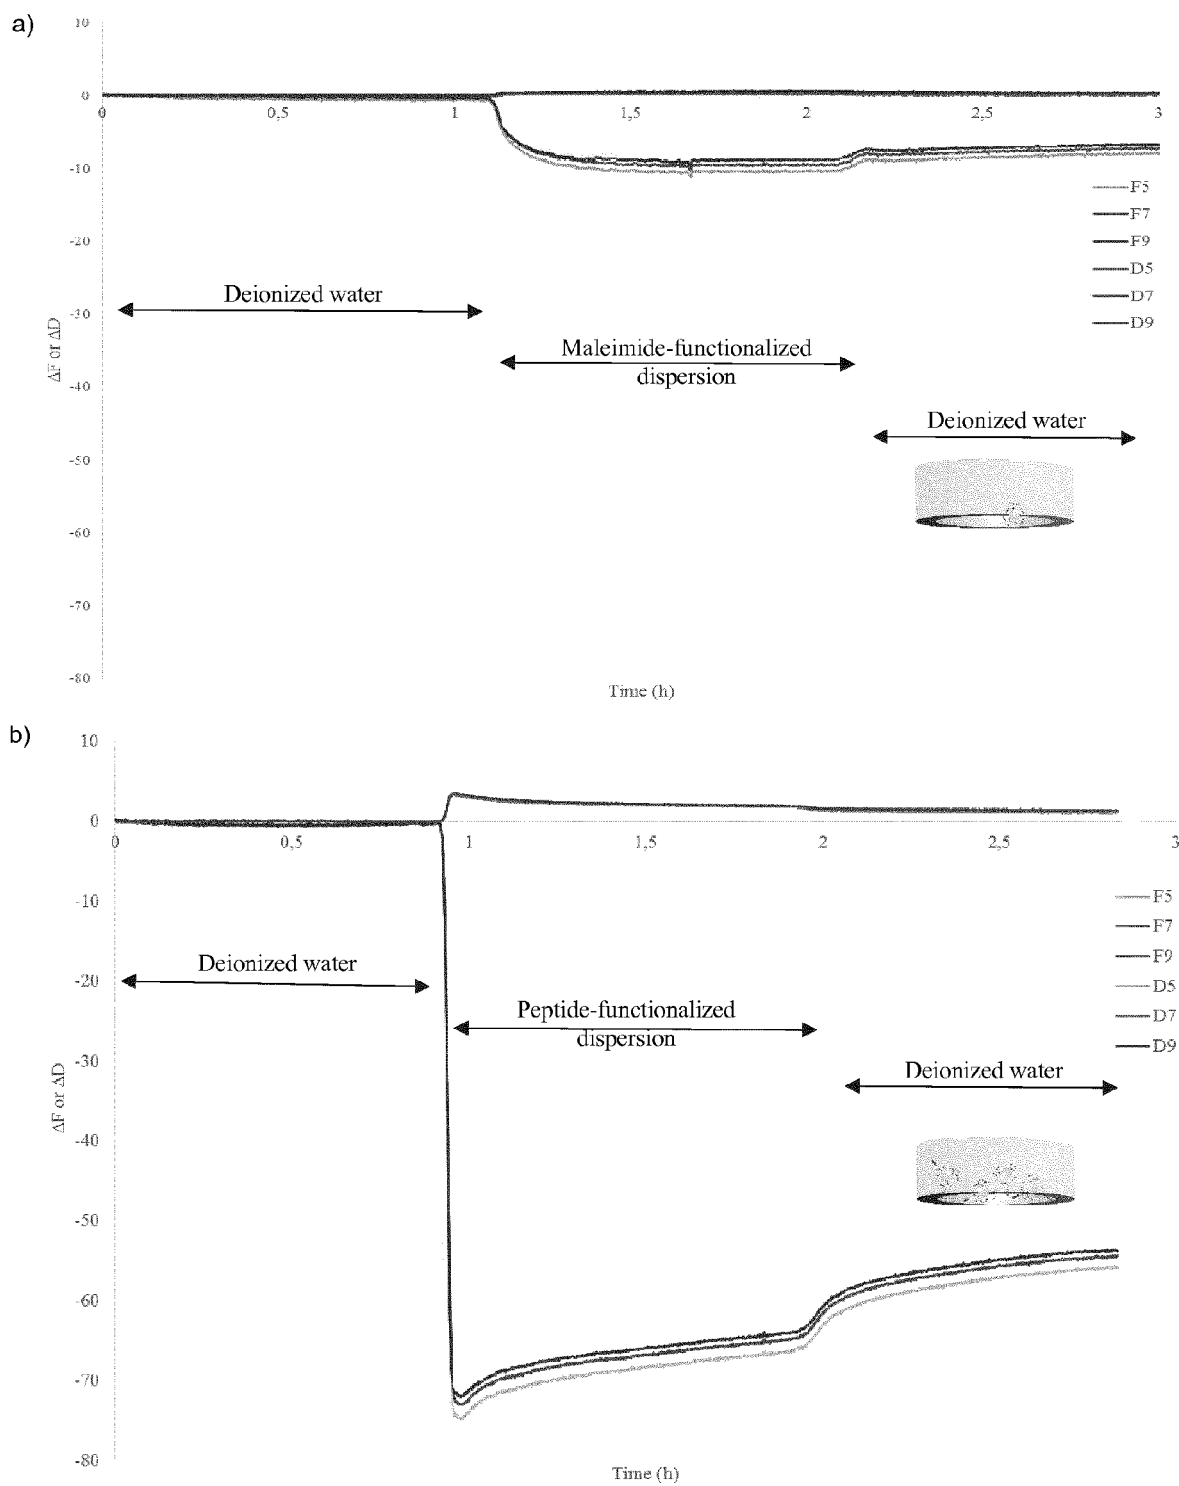 a)
10
0
0
0,5
1
1,5
2
2,5
3
-10
-20
-30
-40
-50
-60
-70
-80
ΔF or ΔD
F5
F7
F9
D5
D7
D9
Deionized water
Maleimide-functionalized
dispersion
Deionized water
Time (h)
b)
10
0
0
0,5
1
1,5
2
2,5
3
-10
-20
-30
-40
-50
-60
-70
-80
ΔF or ΔD
F5
F7
F9
D5
D7
D9
Deionized water
Peptide-functionalized
dispersion
Deionized water
Time (h)